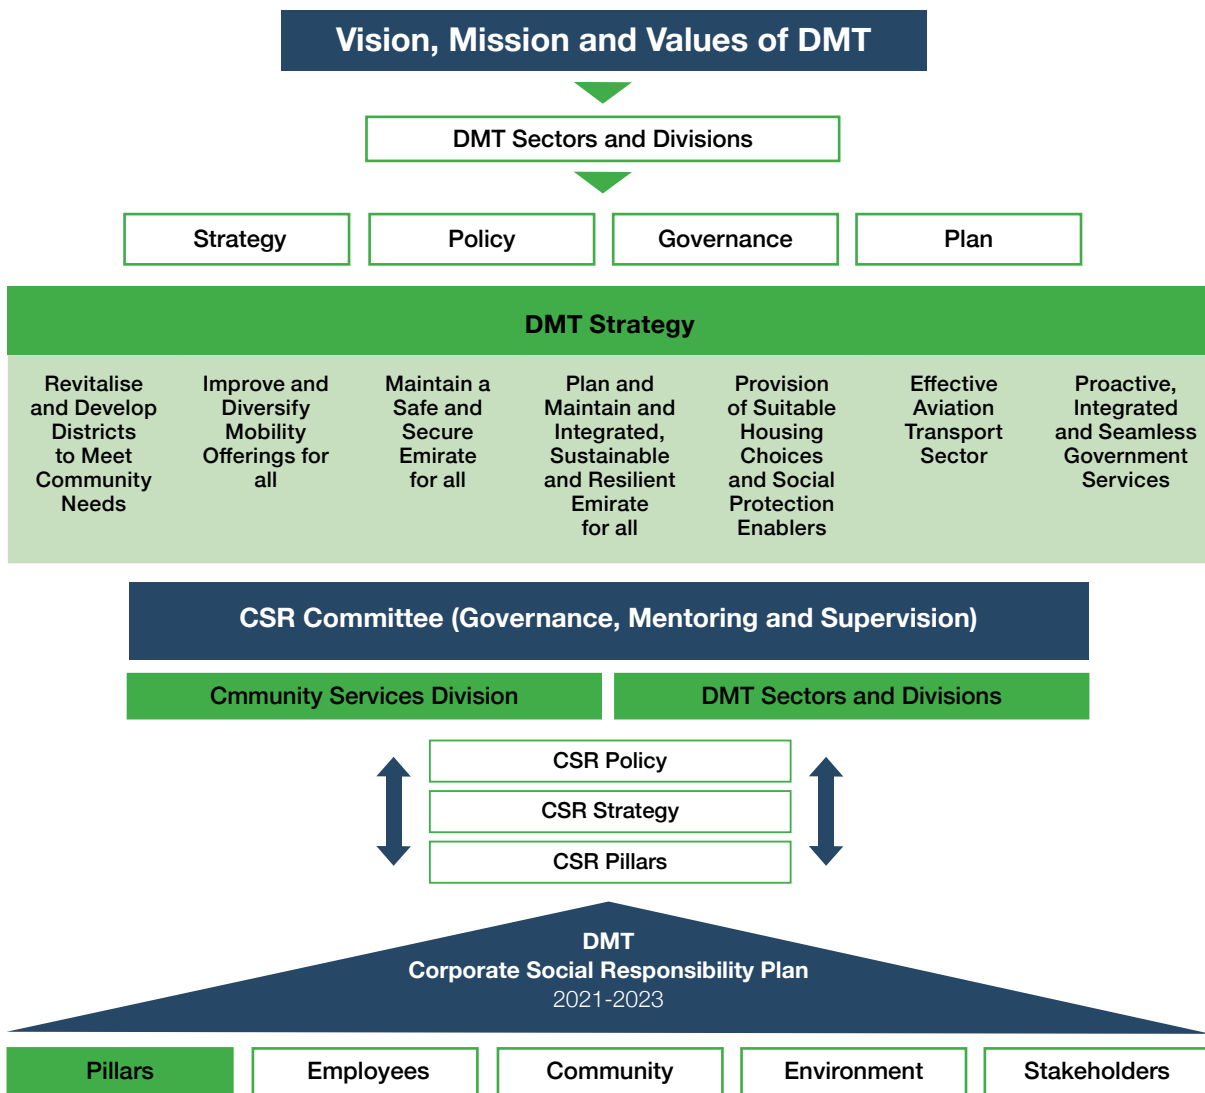 Vision, Mission and Values of DMT
DMT Sectors and Divisions
Strategy
Policy
Governance
Plan
DMT Strategy
Revitalise
and Develop
Districts
to Meet
Community
Needs
Improve and
Diversify
Mobility
Offerings for
all
Maintain a
Safe and
Secure
Emirate
for all
Plan and
Maintain and
Integrated,
Sustainable
and Resilient
Emirate
for all
Provision
of Suitable
Housing
Choices
and Social
Protection
Enablers
Effective
Aviation
Transport
Sector
Proactive,
Integrated
and Seamless
Government
Services
CSR Committee (Governance, Mentoring and Supervision)
Cmmunity Services Division
DMT Sectors and Divisions
CSR Policy
CSR Strategy
CSR Pillars
DMT
Corporate Social Responsibility Plan
2021-2023
Pillars
Employees
Community
Environment
Stakeholders